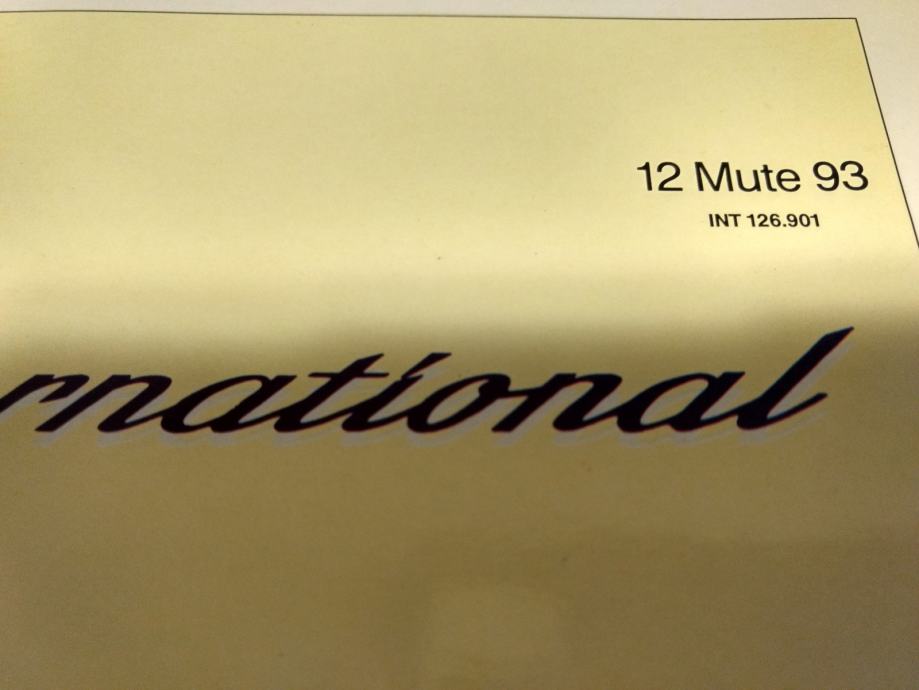 12 Mute 93
INT 126.901
rnational